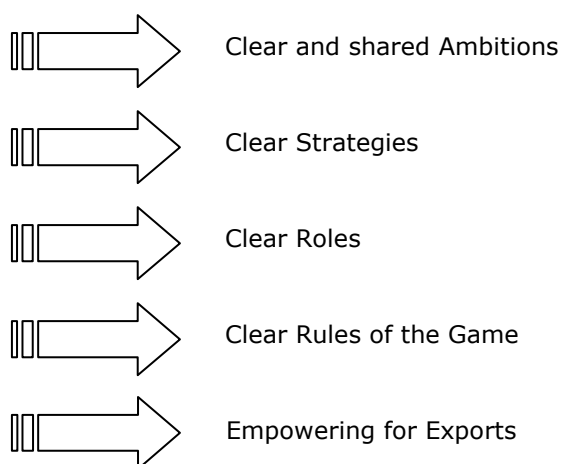 Clear and shared Ambitions
Clear Strategies
Clear Roles
Clear Rules of the Game
Empowering for Exports